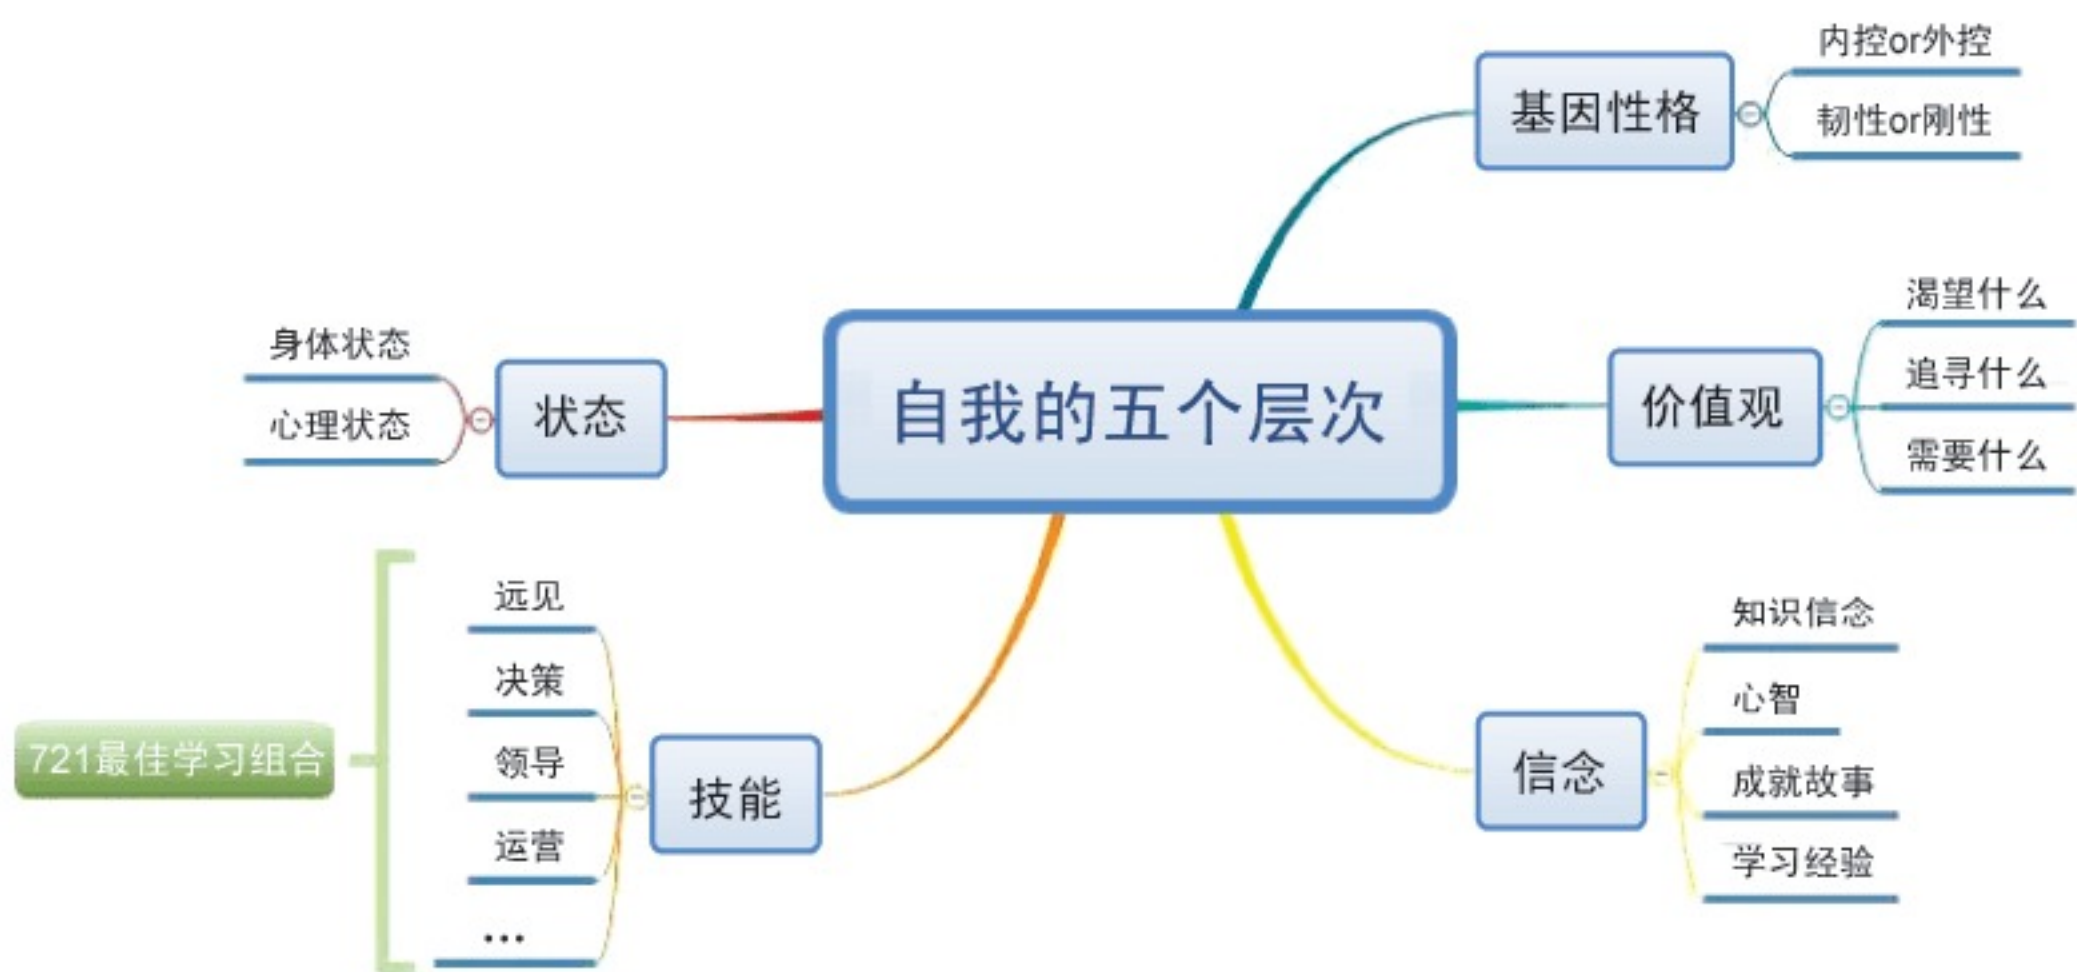 自我的五个层次
基因性格
内控or外控
韧性or刚性
价值观
渴望什么
追寻什么
需要什么
信念
知识信念
心智
成就故事
学习经验
技能
远见
决策
领导
运营
...
721最佳学习组合
状态
身体状态
心理状态